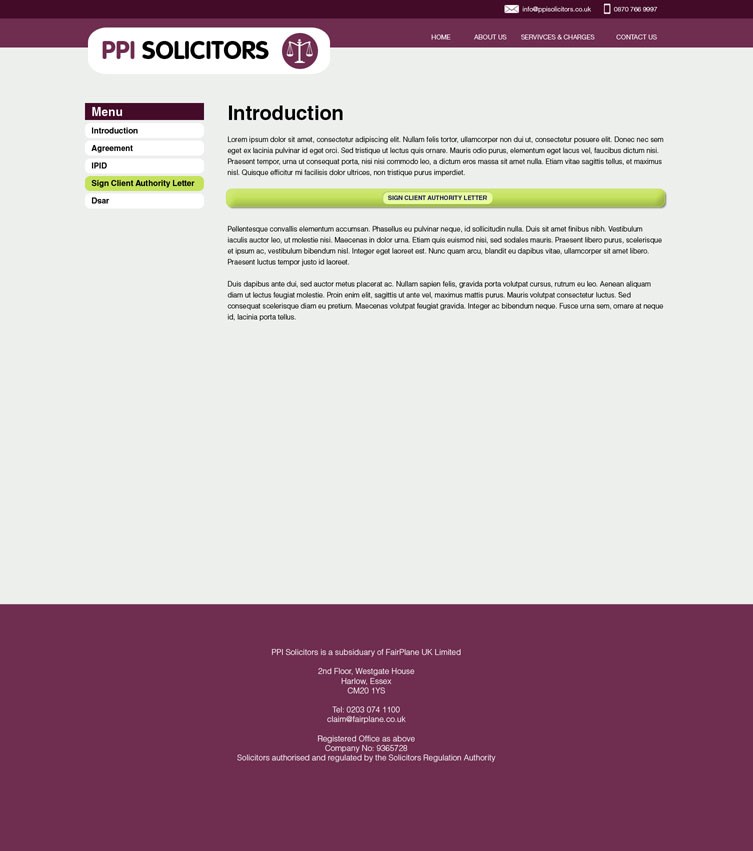 info@ppisolicitors.co.uk
0870 766 9997
PPI SOLICITORS
HOME
ABOUT US
SERVIVCES & CHARGES
CONTACT US
Menu
Introduction
Agreement
IPID
Sign Client Authority Letter
Dsar
Introduction
Lorem ipsum dolor sit amet, consectetur adipiscing elit. Nullam felis tortor, ullamcorper non dui ut, consectetur posuere elit. Donec nec sem
eget ex lacinia pulvinar id eget orci. Sed tristique ut lectus quis ornare. Mauris odio purus, elementum eget lacus vel, faucibus dictum nisi.
Praesent tempor, urna ut consequat porta, nisi nisi commodo leo, a dictum eros massa sit amet nulla. Etiam vitae sagittis tellus, et maximus
nisl. Quisque efficitur mi facilisis dolor ultrices, non tristique purus imperdiet.
SIGN CLIENT AUTHORITY LETTER
Pellentesque convallis elementum accumsan. Phasellus eu pulvinar neque, id sollicitudin nulla. Duis sit amet finibus nibh. Vestibulum
iaculis auctor leo, ut molestie nisi. Maecenas in dolor urna. Etiam quis euismod nisi, sed sodales mauris. Praesent libero purus, scelerisque
et ipsum ac, vestibulum bibendum nisl. Integer eget laoreet est. Nunc quam arcu, blandit eu dapibus vitae, ullamcorper sit amet libero.
Praesent luctus tempor justo id laoreet.
Duis dapibus ante dui, sed auctor metus placerat ac. Nullam sapien felis, gravida porta volutpat cursus, rutrum eu leo. Aenean aliquam
diam ut lectus feugiat molestie. Proin enim elit, sagittis ut ante vel, maximus mattis purus. Mauris volutpat consectetur luctus. Sed
consequat scelerisque diam eu pretium. Maecenas volutpat feugiat gravida. Integer ac bibendum neque. Fusce urna sem, ornare at neque
id, lacinia porta tellus.
PPI Solicitors is a subsiduary of FairPlane UK Limited
2nd Floor, Westgate House
Harlow, Essex
CM20 1YS
Tel: 0203 074 1100
claim@fairplane.co.uk
Registered Office as above
Company No: 9365728
Solicitors authorised and regulated by the Solicitors Regulation Authority